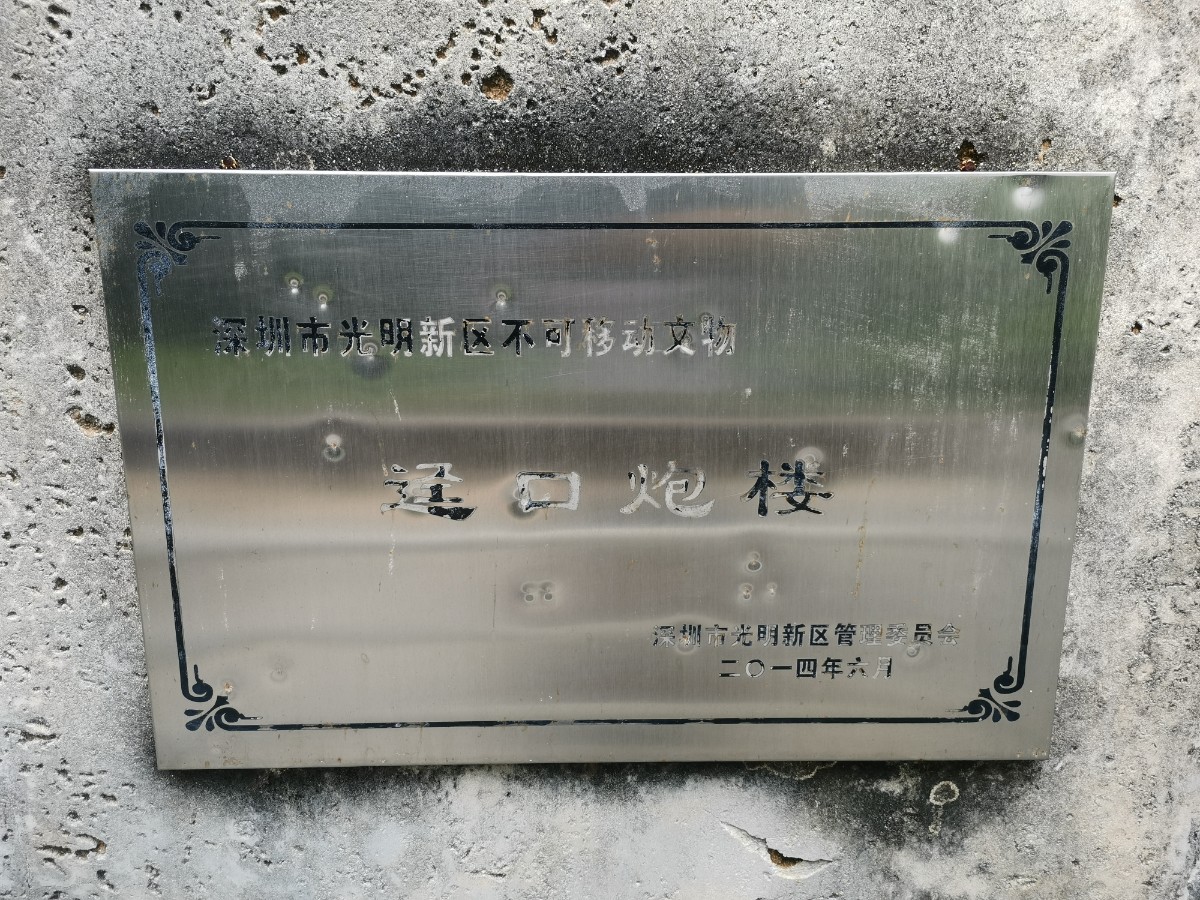 深圳市光明新区不可移动文物
迳口炮楼
深圳市光明新区管理委员会
二〇一四年六月